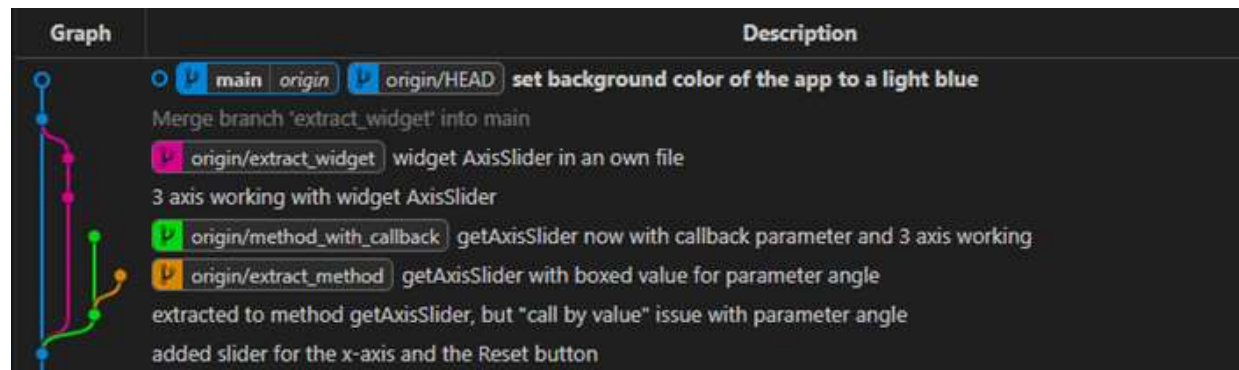 Graph Description
main origin origin/HEAD set background color of the app to a light blue
Merge branch 'extract_widget' into main
origin/extract_widget widget AxisSlider in an own file
3 axis working with widget AxisSlider
origin/method_with_callback getAxisSlider now with callback parameter and 3 axis working
origin/extract_method getAxisSlider with boxed value for parameter angle
extracted to method getAxisSlider, but "call by value" issue with parameter angle
added slider for the x-axis and the Reset button